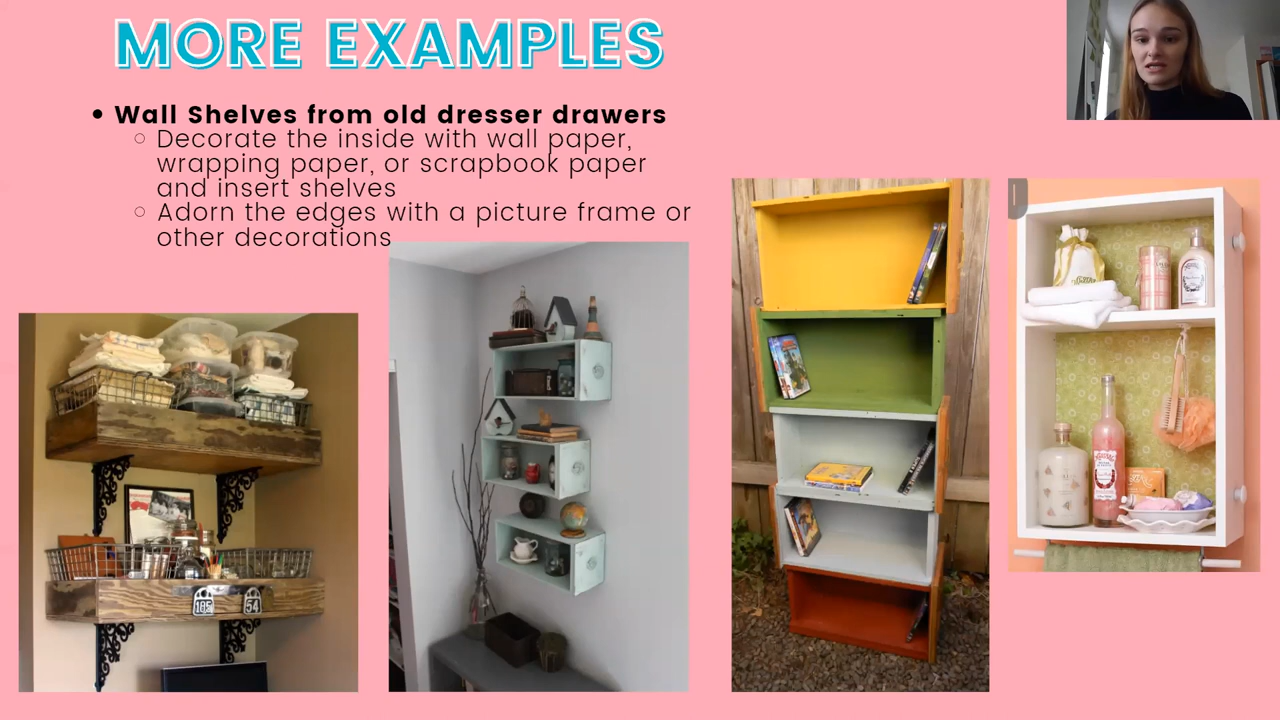 MORE EXAMPLES
• Wall Shelves from old dresser drawers
○ Decorate the inside with wall paper,
wrapping paper, or scrapbook paper
and insert shelves
○ Adorn the edges with a picture frame or
other decorations
185
54